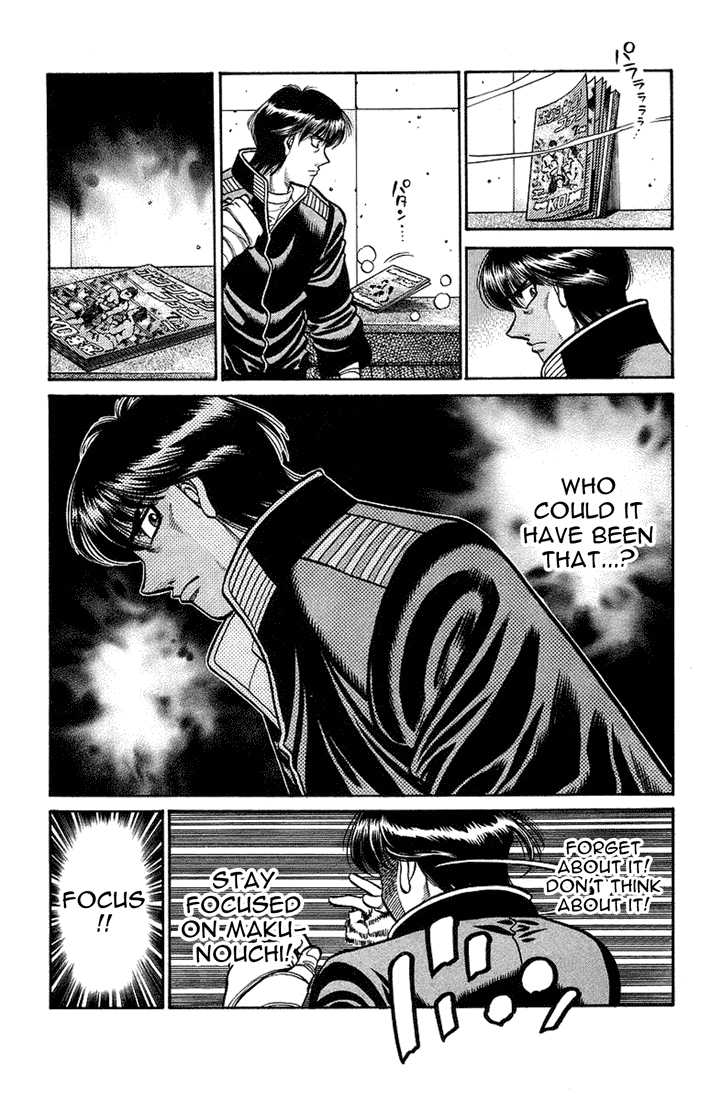 パララララ…
パタン…
WHO
COULD IT
HAVE BEEN
THAT...?
FORGET
ABOUT IT!
DON'T THINK
ABOUT IT!
STAY
FOCUSED
ON MAKU-
NOUCHI!
FOCUS
!!